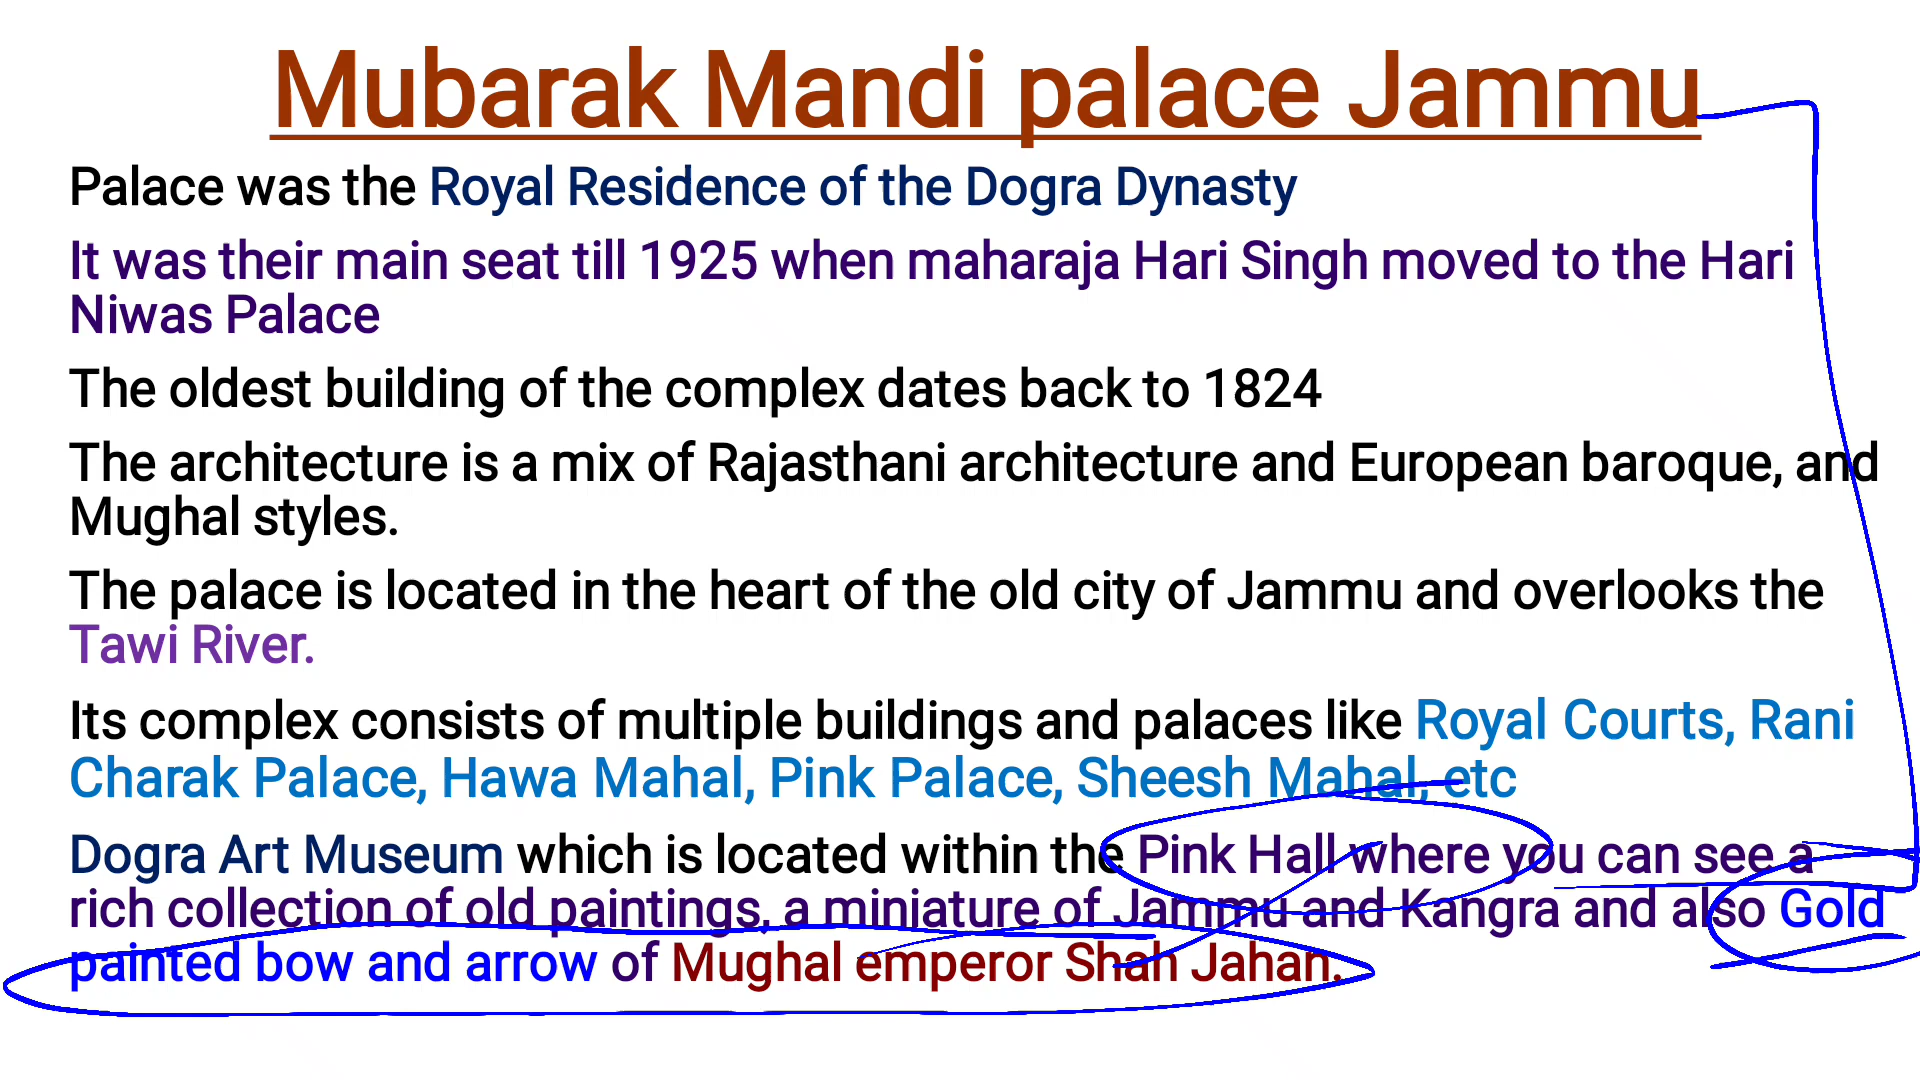 Mubarak Mandi palace Jammu
Palace was the Royal Residence of the Dogra Dynasty
It was their main seat till 1925 when maharaja Hari Singh moved to the Hari
Niwas Palace
The oldest building of the complex dates back to 1824
The architecture is a mix of Rajasthani architecture and European baroque, and
Mughal styles.
The palace is located in the heart of the old city of Jammu and overlooks the
Tawi River.
Its complex consists of multiple buildings and palaces like Royal Courts, Rani
Charak Palace, Hawa Mahal, Pink Palace, Sheesh Mahal, etc
Dogra Art Museum which is located within the Pink Hall where you can see a
rich collection of old paintings, a miniature of Jammu and Kangra and also Gold
painted bow and arrow of Mughal emperor Shah Jahan.